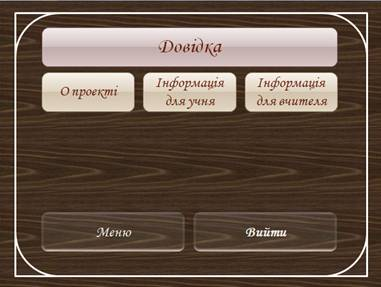 Довідка
О проекті
Інформація
для учня
Інформація
для вчителя
Меню
Вийти